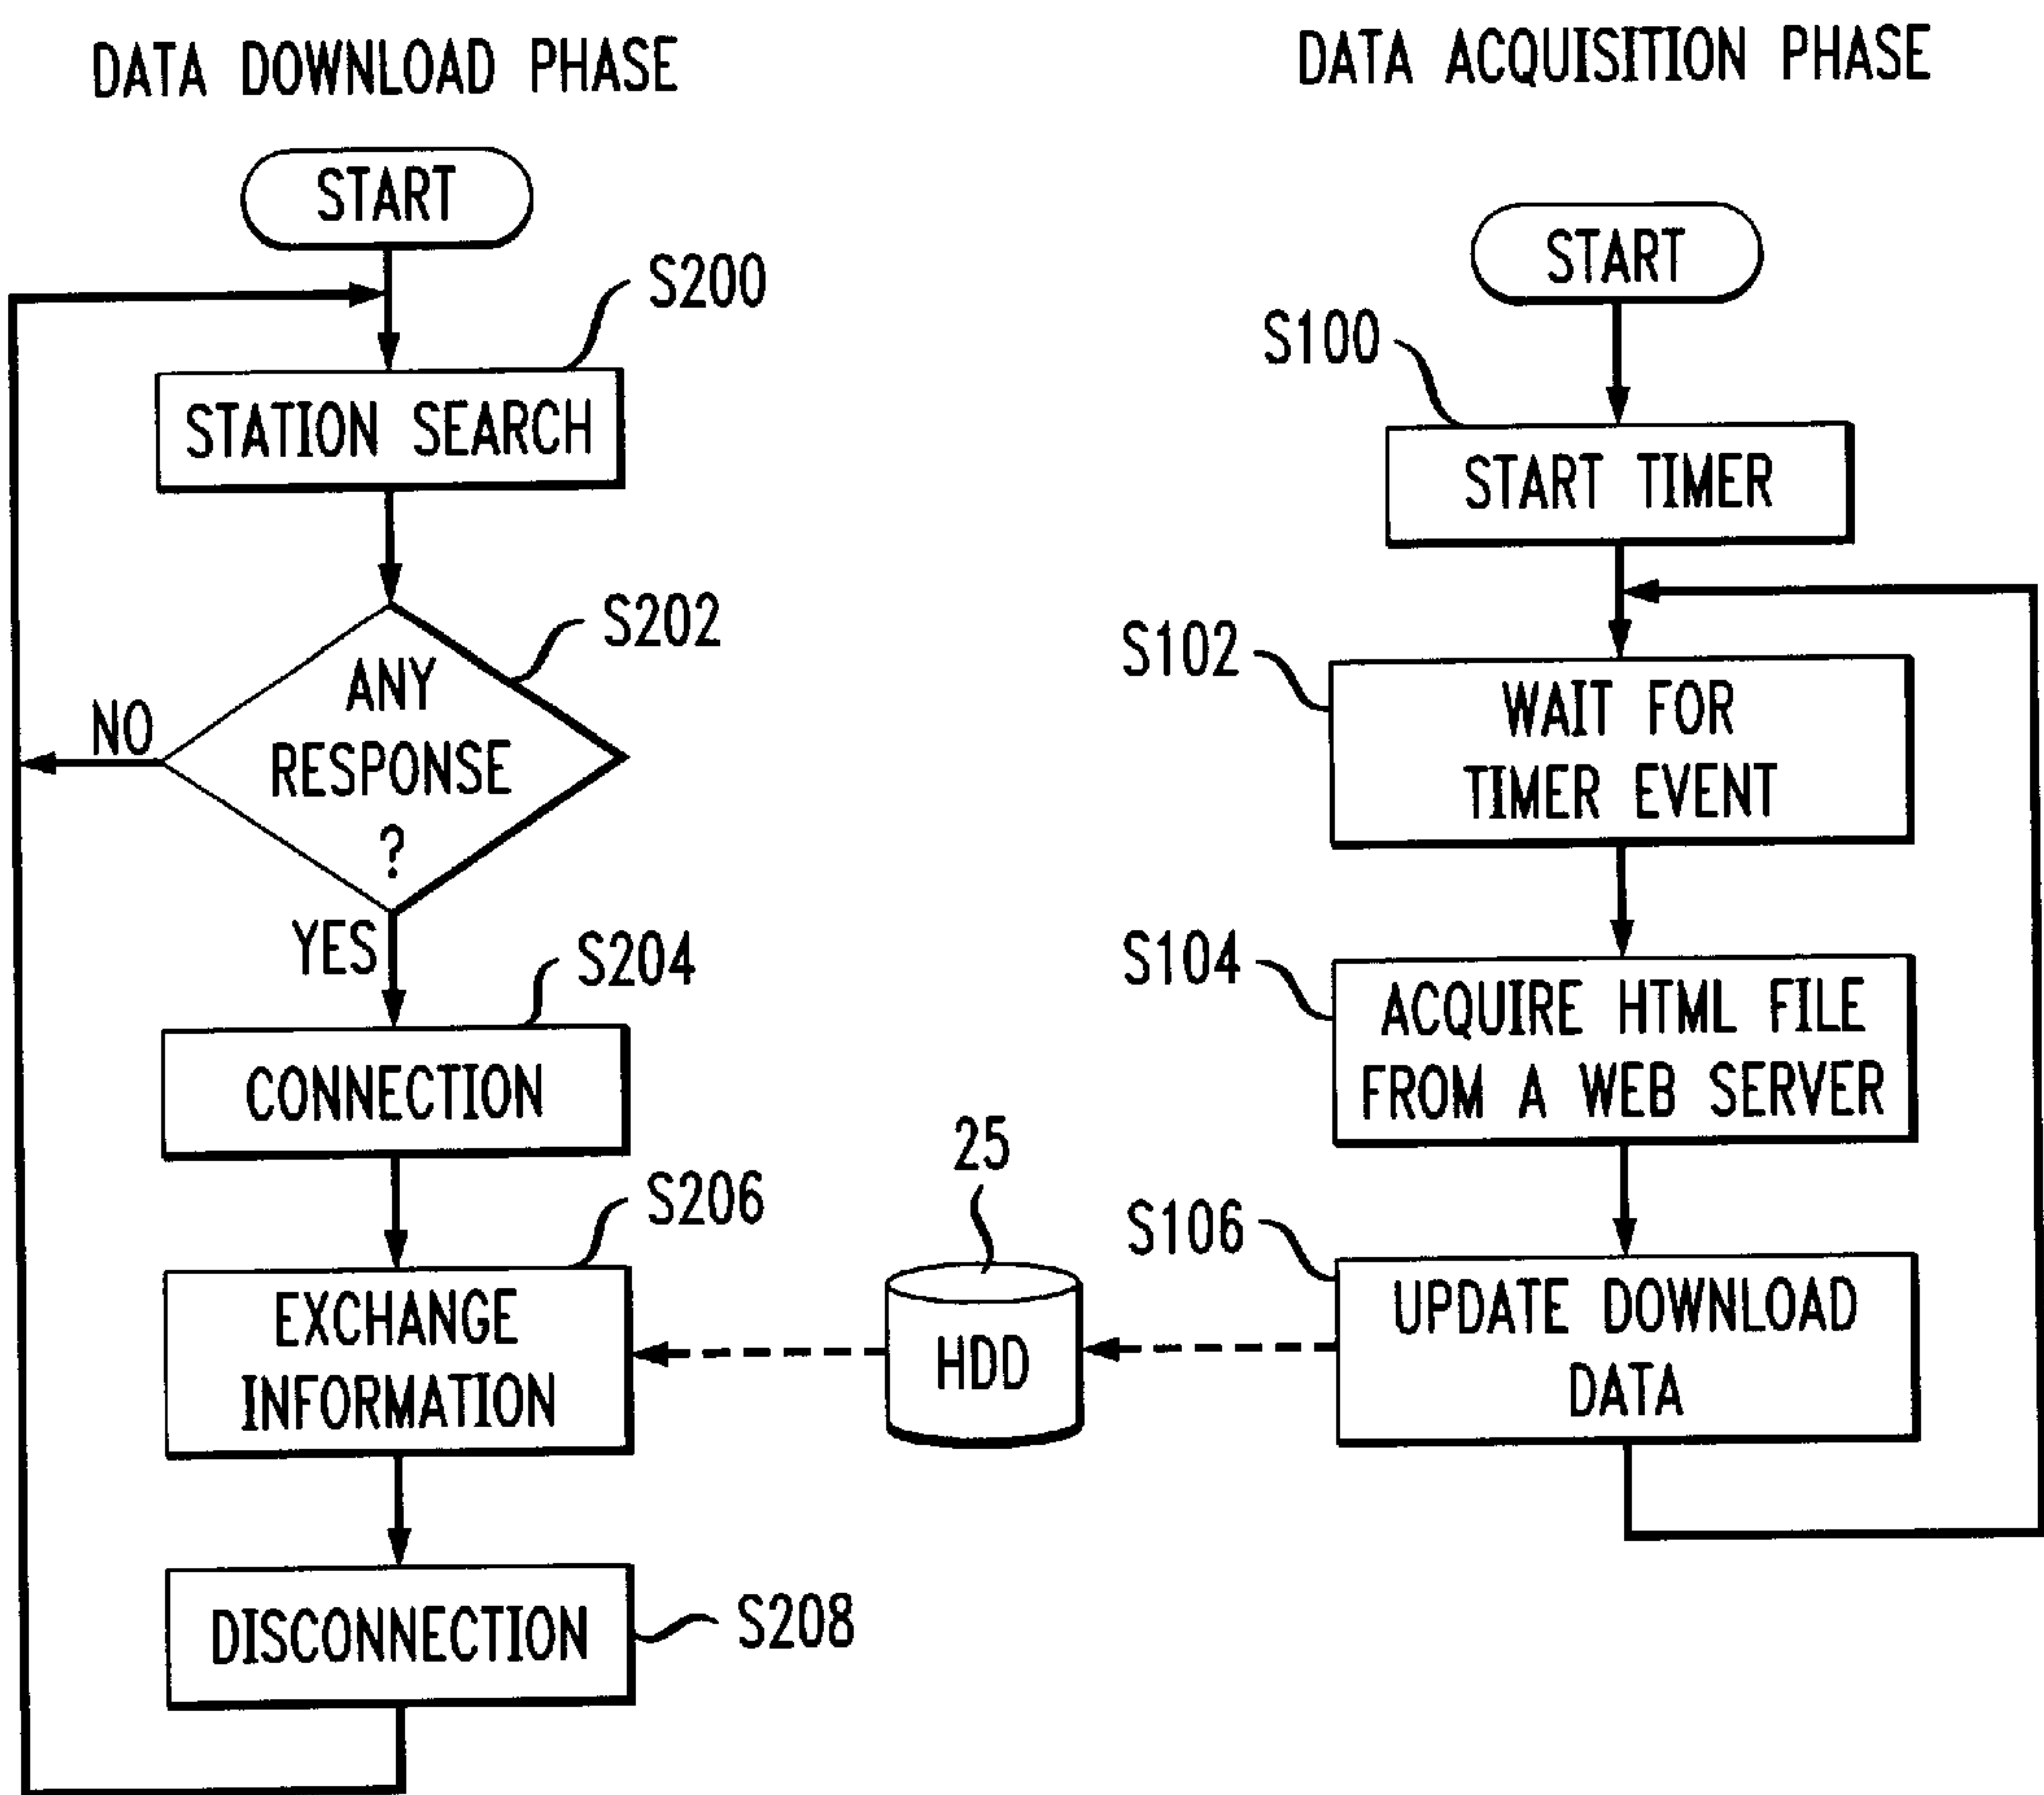 DATA DOWNLOAD PHASE
START
S200
STATION SEARCH
S202
ANY
RESPONSE
?
NO
YES
S204
CONNECTION
S206
EXCHANGE
INFORMATION
DISCONNECTION
S208
25
HDD
DATA ACQUISITION PHASE
START
S100
START TIMER
S102
WAIT FOR
TIMER EVENT
S104
ACQUIRE HTML FILE
FROM A WEB SERVER
S106
UPDATE DOWNLOAD
DATA